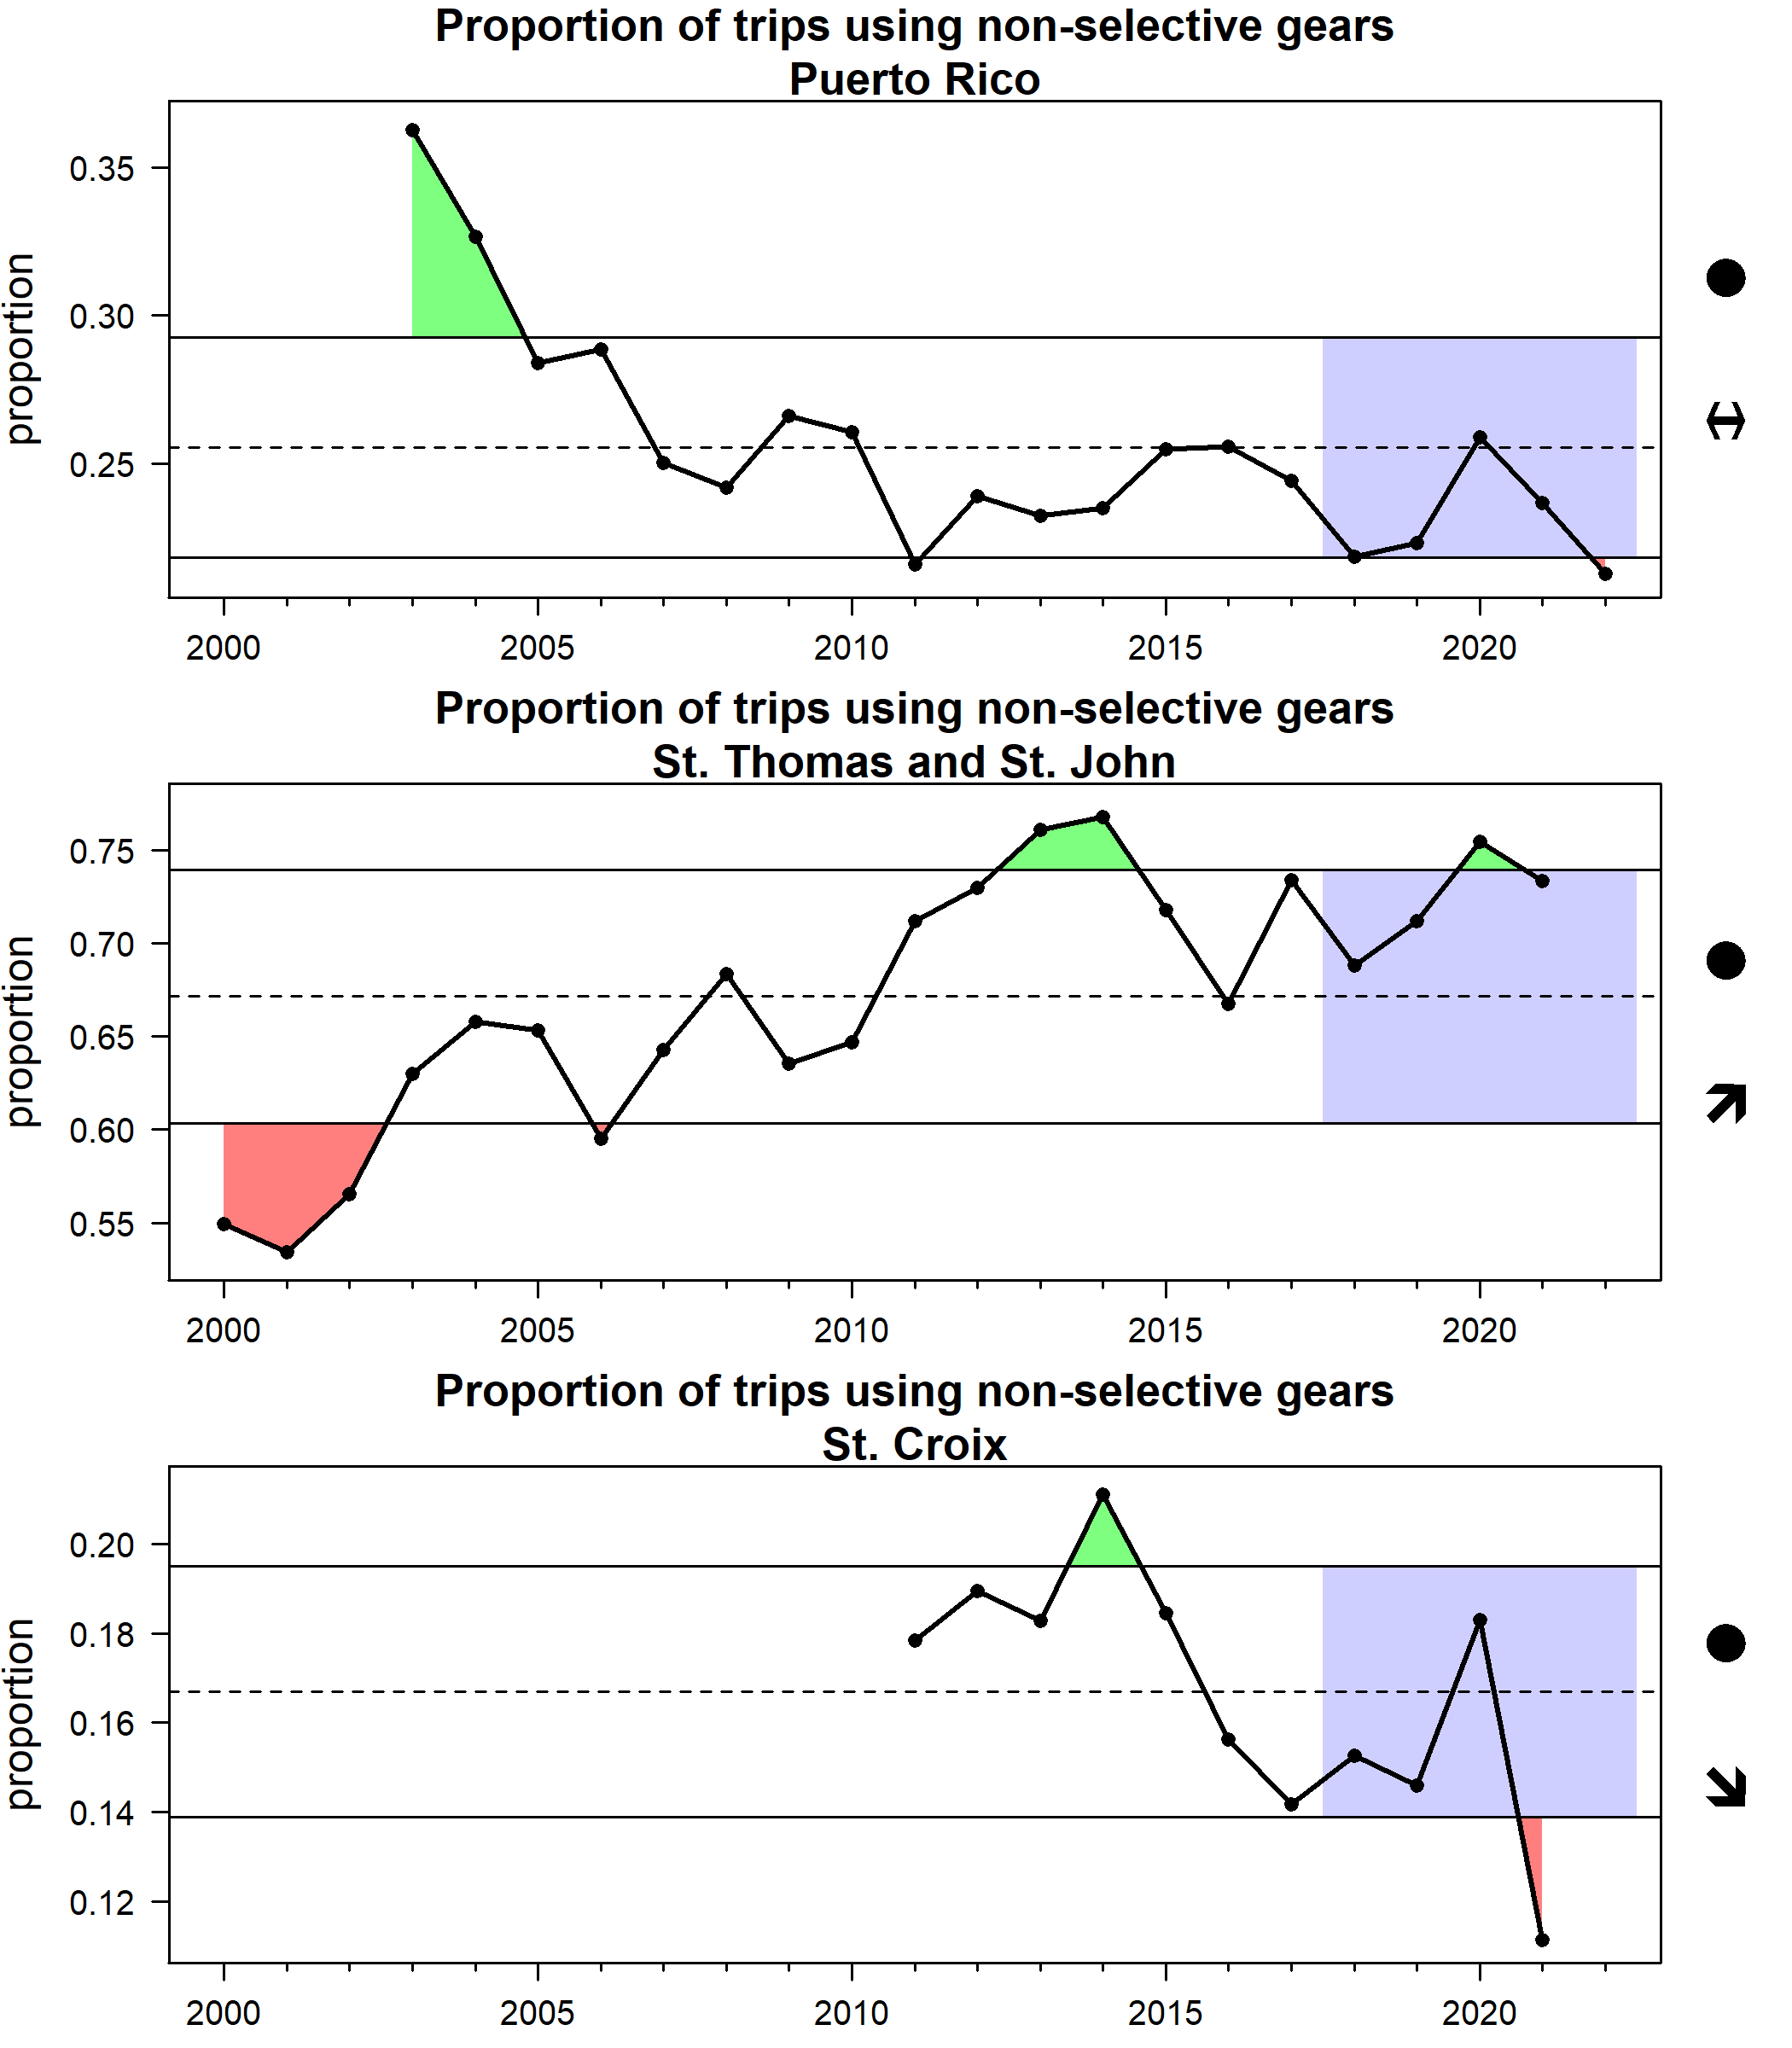 Proportion of trips using non-selective gears
Puerto Rico
proportion
0.35
0.30
0.25
2000 2005 2010 2015 2020
Proportion of trips using non-selective gears
St. Thomas and St. John
proportion
0.75
0.70
0.65
0.60
0.55
2000 2005 2010 2015 2020
Proportion of trips using non-selective gears
St. Croix
proportion
0.20
0.18
0.16
0.14
0.12
2000 2005 2010 2015 2020